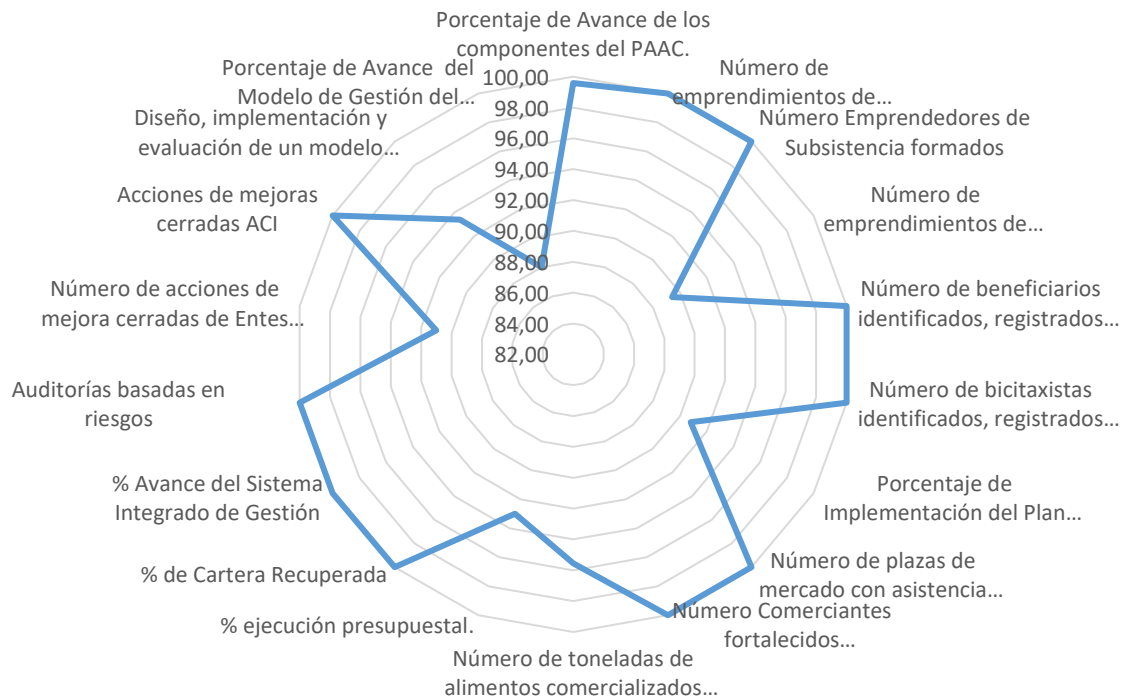 Porcentaje de Avance de los
componentes del PAAC.
Número de
emprendimientos de...
Número Emprendedores de
Subsistencia formados
Número de
emprendimientos de...
Número de beneficiarios
identificados, registrados...
Número de bicitaxistas
identificados, registrados...
Porcentaje de
Implementación del Plan...
Número de plazas de
mercado con asistencia...
Número Comerciantes
fortalecidos...
Número de toneladas de
alimentos comercializados...
% ejecución presupuestal.
% de Cartera Recuperada
% Avance del Sistema
Integrado de Gestión
Auditorías basadas en
riesgos
Número de acciones de
mejora cerradas de Entes...
Acciones de mejoras
cerradas ACI
Diseño, implementación y
evaluación de un modelo...
Porcentaje de Avance  del
Modelo de Gestión del...
100,00
98,00
96,00
94,00
92,00
90,00
88,00
86,00
84,00
82,00